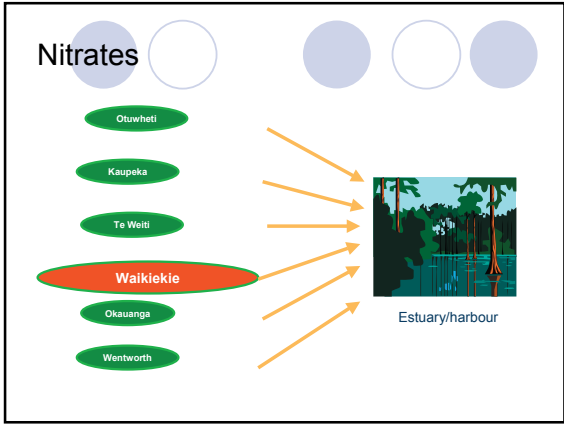 Nitrates
Otuwheti
Kaupeka
Te Weiti
Waikiekie
Okauanga
Wentworth
Estuary/harbour